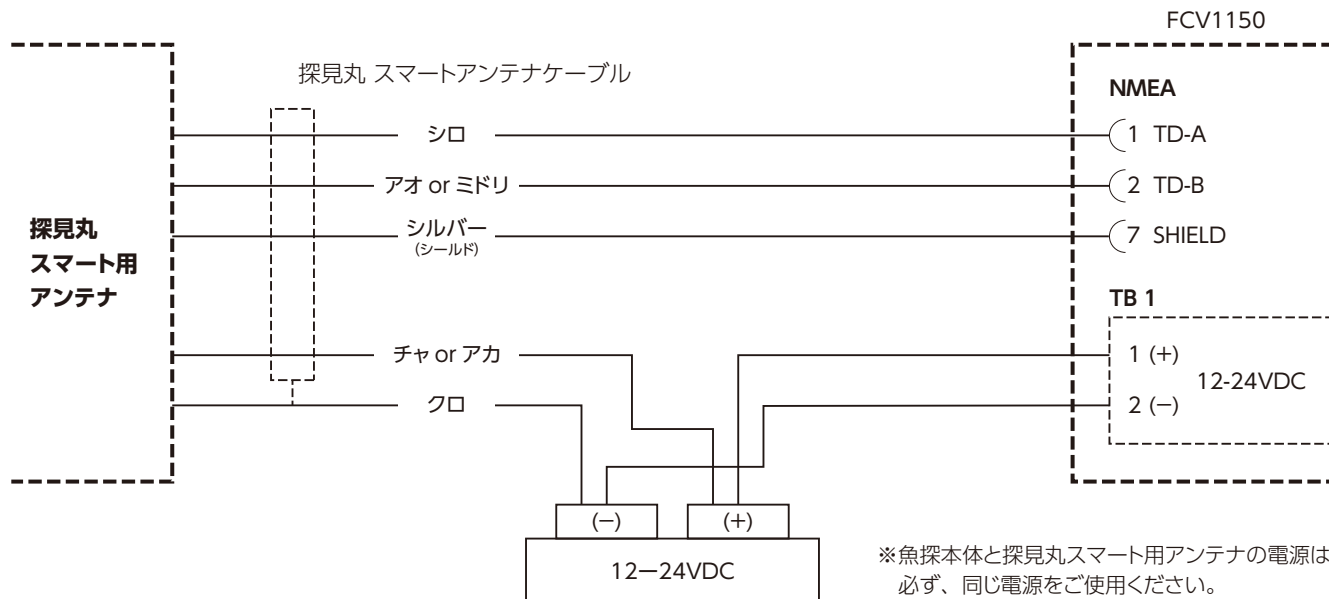 FCV1150
探見丸 スマートアンテナケーブル
NMEA
シロ
1 TD-A
アオ or ミドリ
2 TD-B
シルバー
(シールド)
7 SHIELD
探見丸
スマート用
アンテナ
TB 1
チャ or アカ
1 (+)
12-24VDC
クロ
2 (−)
(−)
(+)
12−24VDC
※魚探本体と探見丸スマート用アンテナの電源は
必ず、同じ電源をご使用ください。